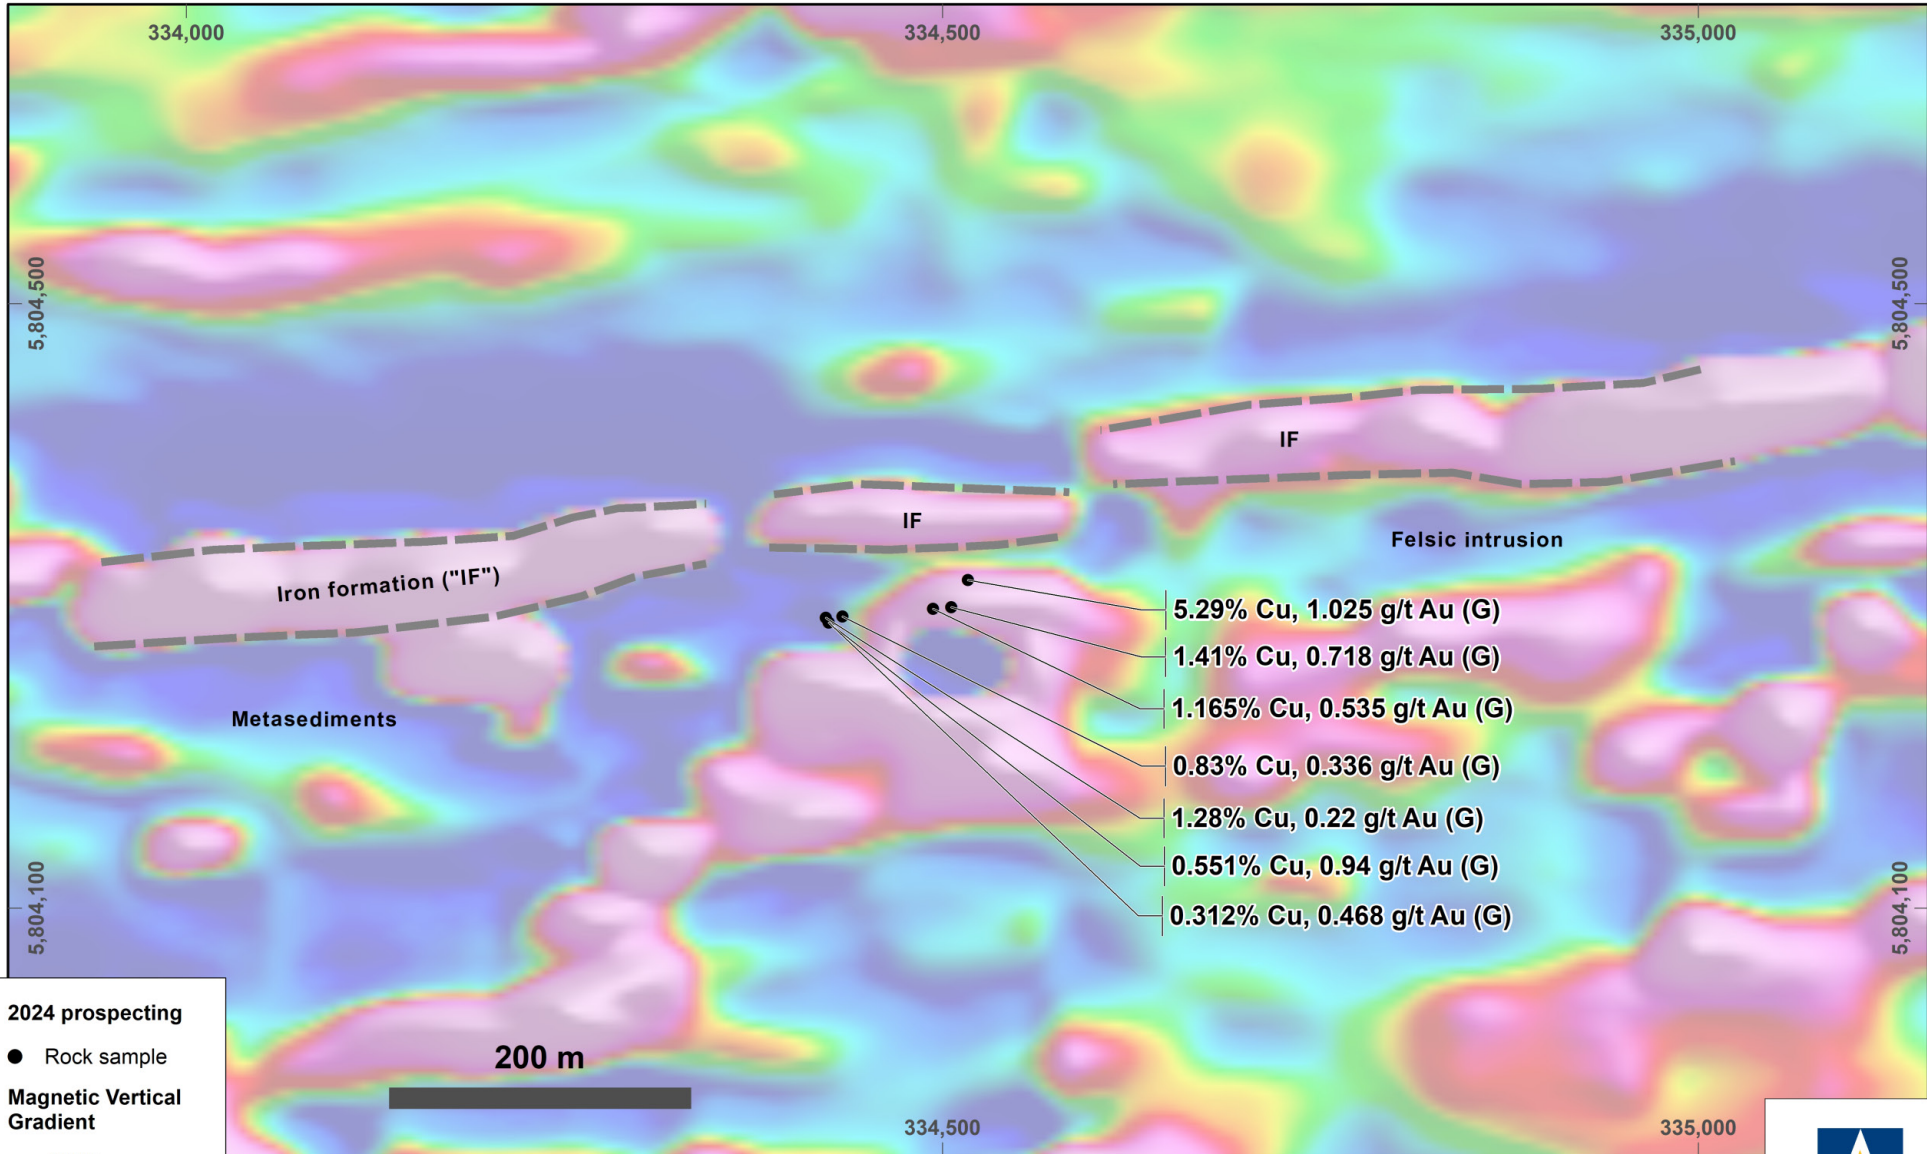 334,000
334,500
335,000
5,804,500
5,804,500
IF
IF
Iron formation ("IF")
Felsic intrusion
5.29% Cu, 1.025 g/t Au (G)
1.41% Cu, 0.718 g/t Au (G)
1.165% Cu, 0.535 g/t Au (G)
Metasediments
0.83% Cu, 0.336 g/t Au (G)
1.28% Cu, 0.22 g/t Au (G)
0.551% Cu, 0.94 g/t Au (G)
0.312% Cu, 0.468 g/t Au (G)
5,804,100
5,804,100
2024 prospecting
Rock sample
Magnetic Vertical
Gradient
200 m
334,500
335,000